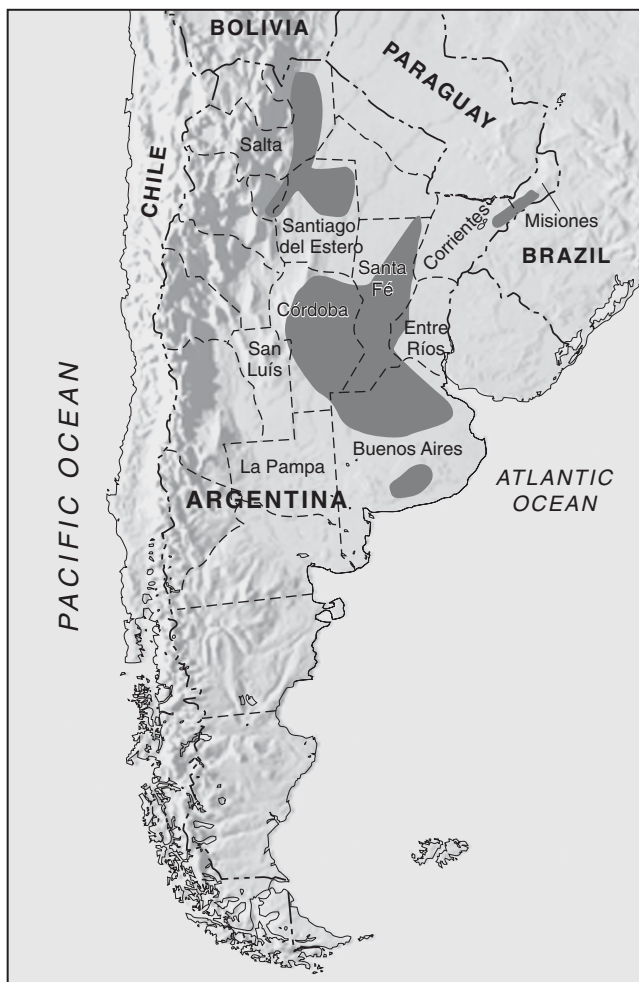 BOLIVIA
PARAGUAY
CHILE
Salta
Corrientes
Misiones
Santiago
del Estero
BRAZIL
Santa
Fé
Córdoba
Entre
Ríos
San
Luís
PACIFIC OCEAN
Buenos Aires
La Pampa
ATLANTIC
OCEAN
ARGENTINA